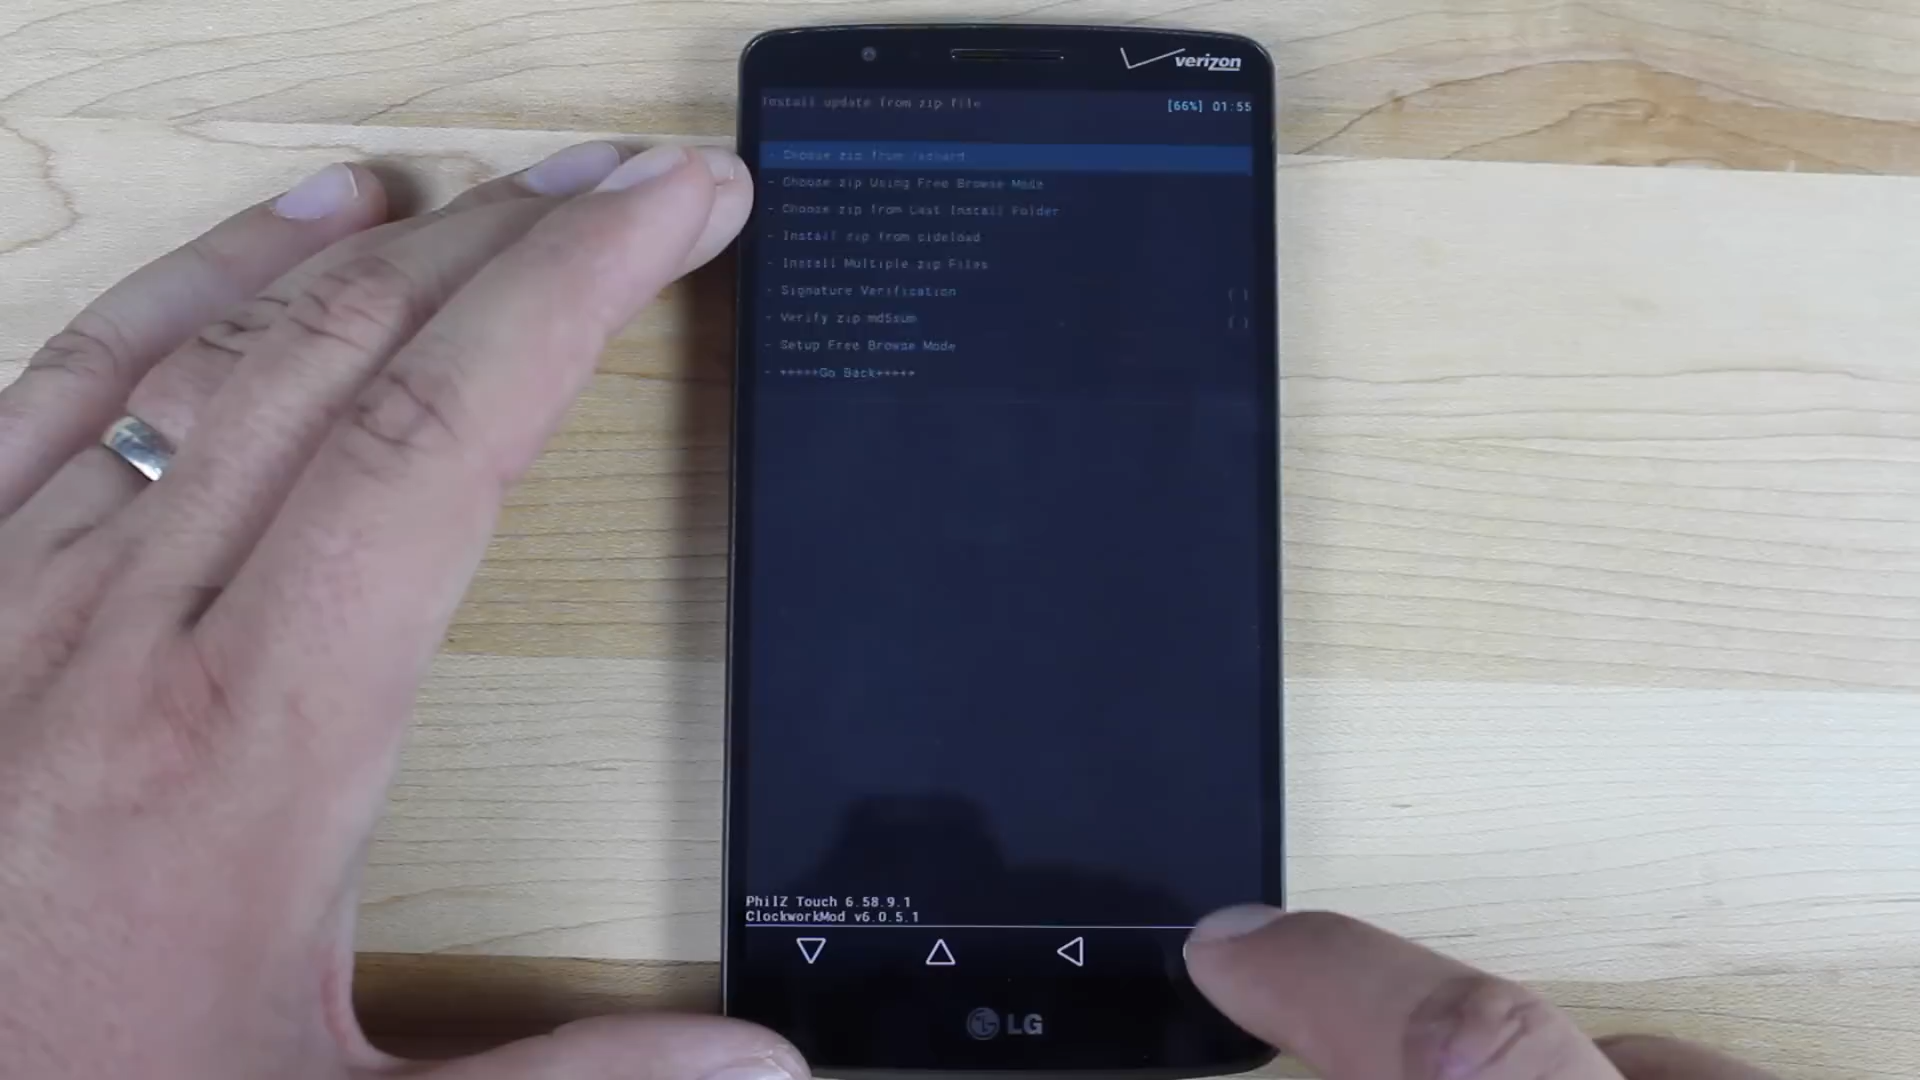 verizon
Install update from zip file
[66%] 01:55
- Choose zip from
- Choose zip Using Free Browse Mode
- Choose zip from Last Install Folder
- Install zip from sideload
- Install Multiple zip Files
- Signature Verification ( )
- Verify zip md5sum ( )
- Setup Free Browse Mode
- +++++Go Back+++++
PhilZ Touch 6.58.9.1
ClockworkMod v6.0.5.1
LG